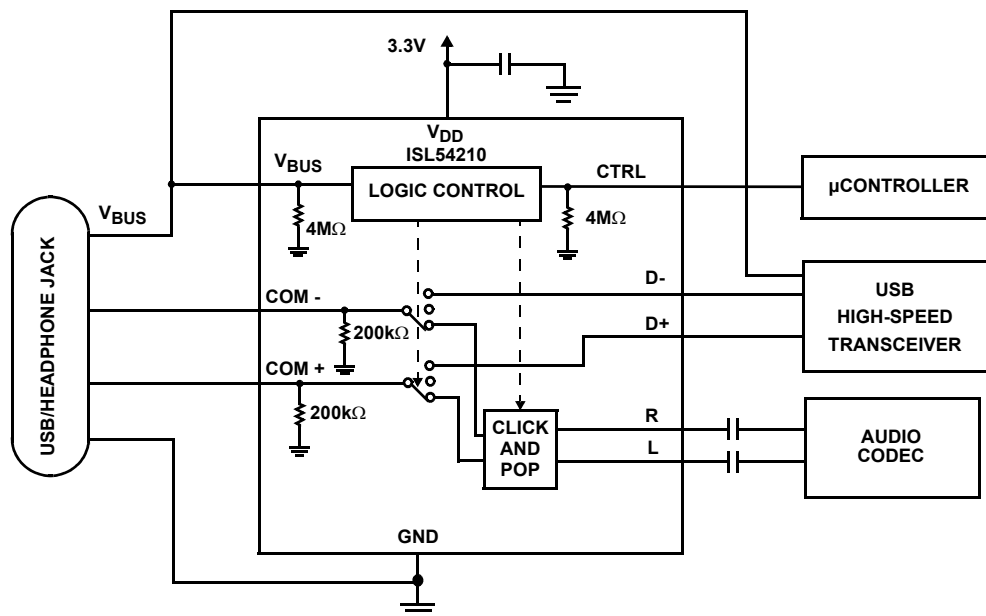 3.3V
VDD
ISL54210
VBUS
LOGIC CONTROL
CTRL
µCONTROLLER
VBUS
4MΩ
4MΩ
USB/HEADPHONE JACK
COM -
200kΩ
D-
D+
USB
HIGH-SPEED
TRANSCEIVER
COM +
200kΩ
CLICK
AND
POP
R
L
AUDIO
CODEC
GND